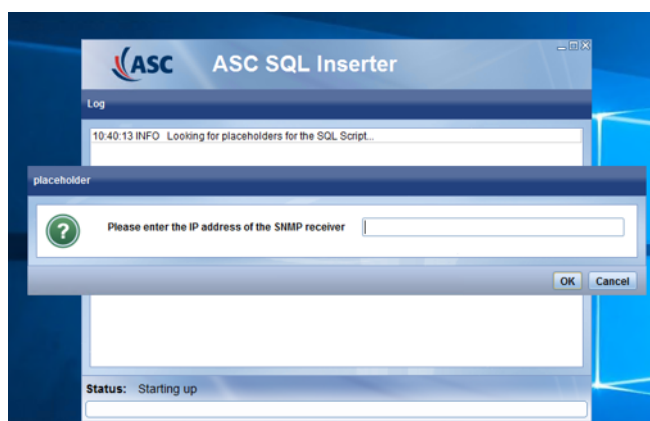 ASC ASC SQL Inserter
Log
10:40:13 INFO Looking for placeholders for the SQL Script...
placeholder
? Please enter the IP address of the SNMP receiver
OK Cancel
Status: Starting up